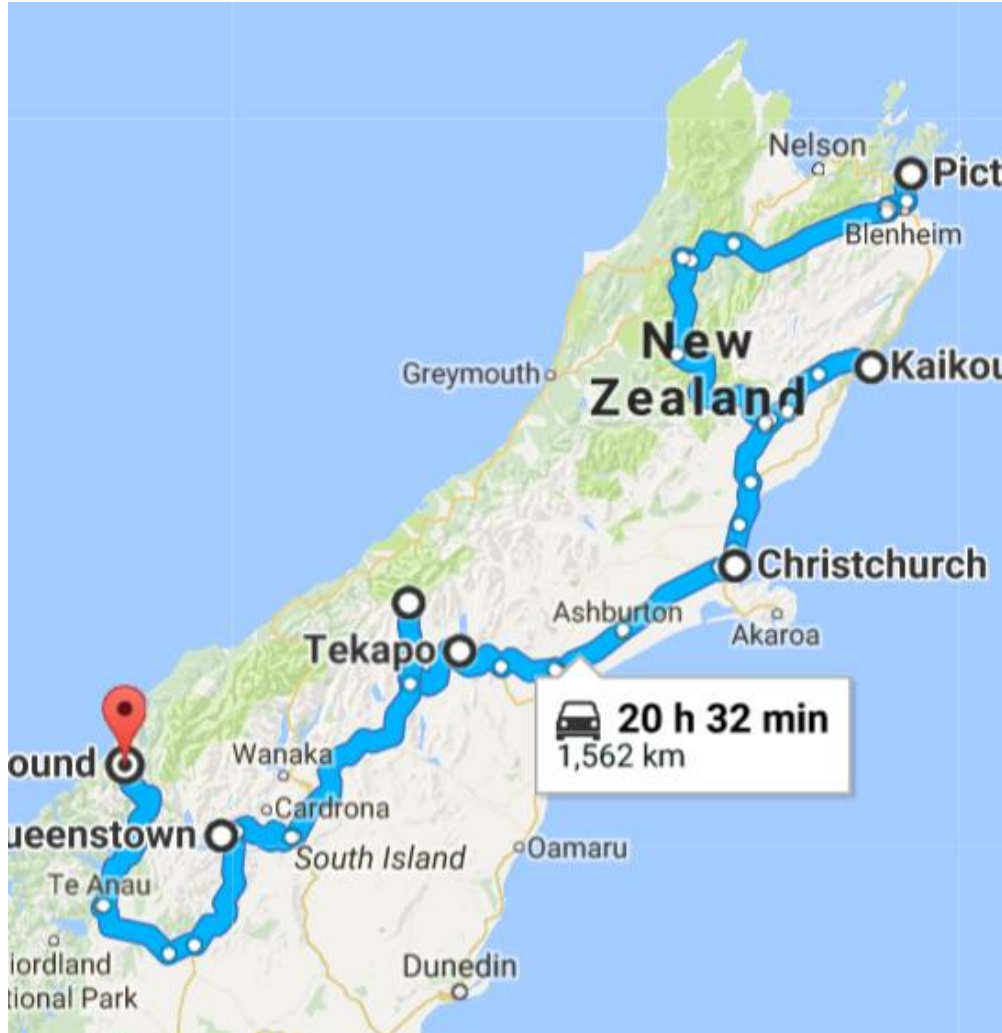 Nelson
Pict
Blenheim
New
Zealand
Greymouth
Kaikou
Christchurch
Ashburton
Akaroa
Tekapo
20 h 32 min
1,562 km
Wanaka
ound
Cardrona
ueenstown
South Island
Oamaru
Te Anau
iordland
tional Park
Dunedin